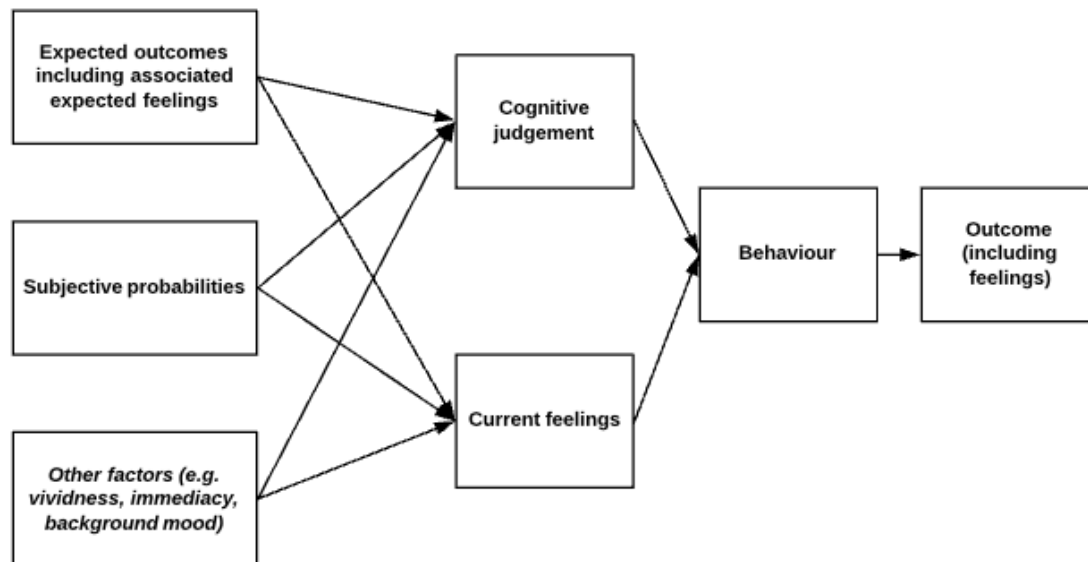 Expected outcomes
including associated
expected feelings
Cognitive
judgement
Subjective probabilities
Behaviour
Outcome
(including
feelings)
Current feelings
Other factors (e.g.
vividness, immediacy,
background mood)